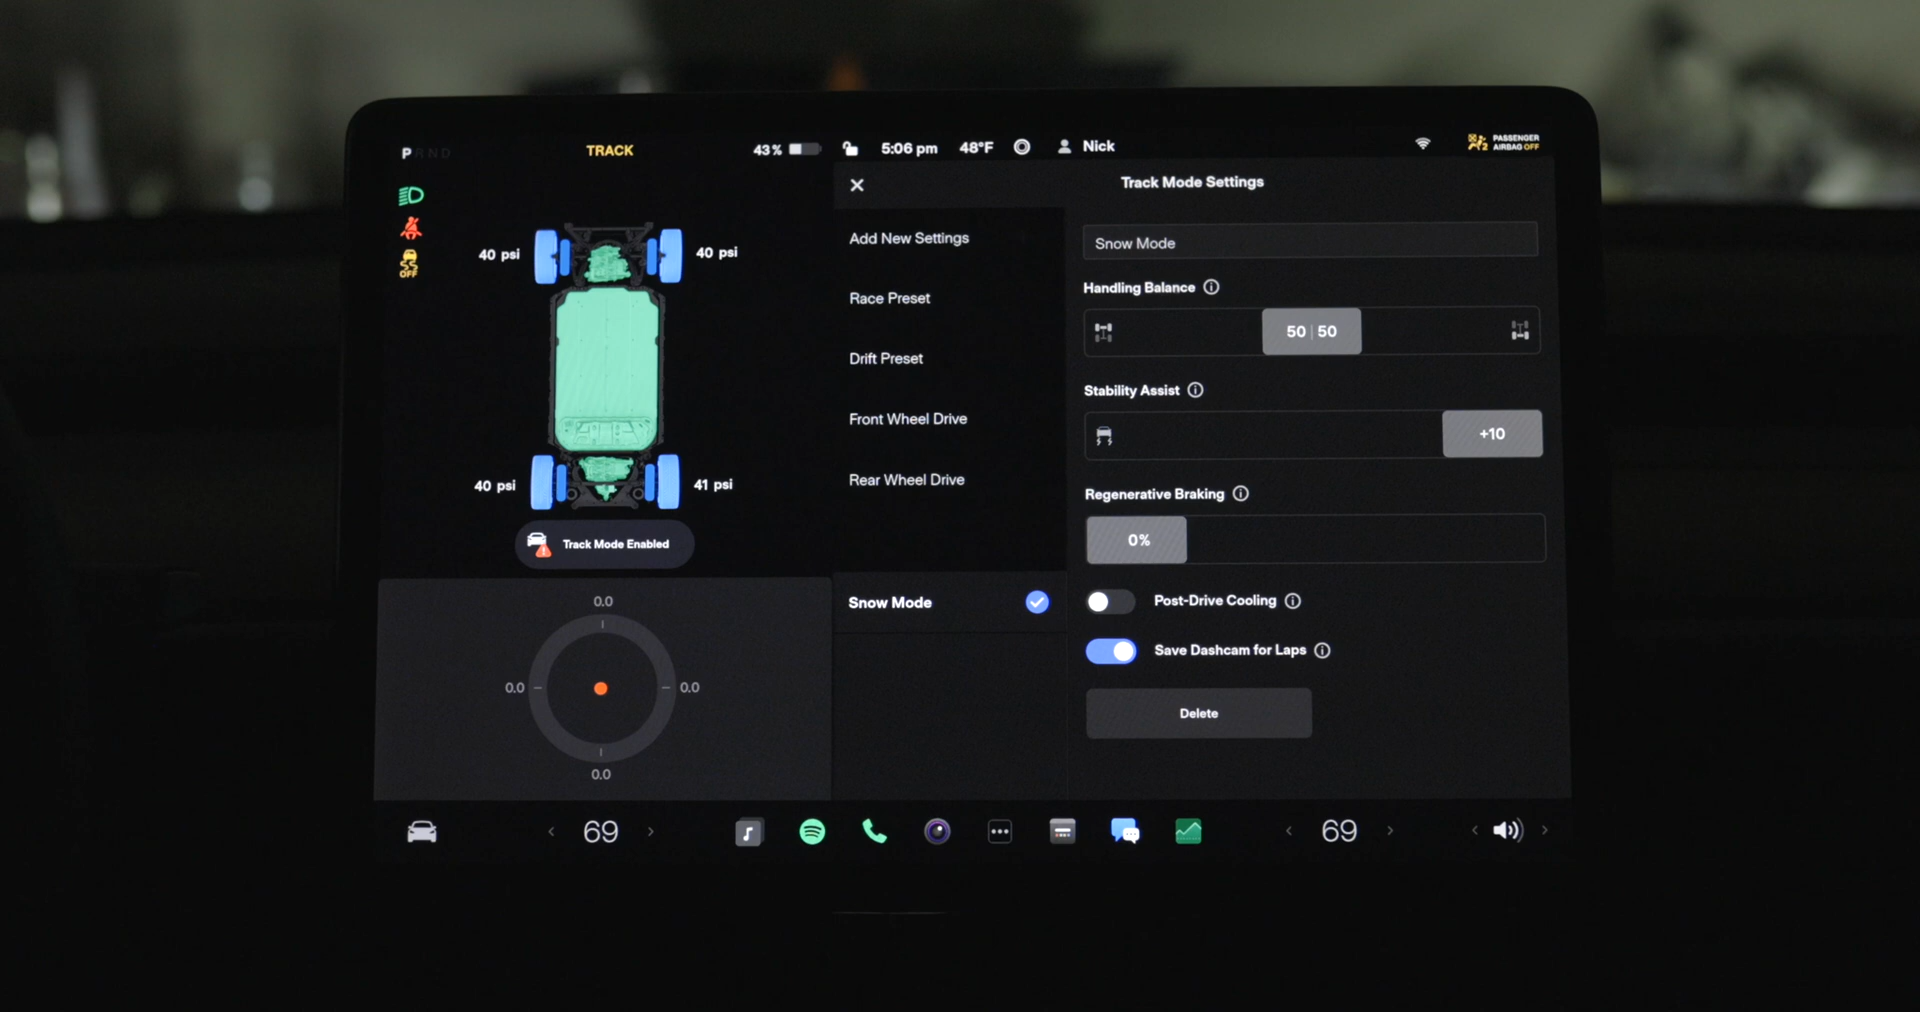 PRND
TRACK
43%
5:06 pm
48°F
Nick
2
PASSENGER
AIRBAG OFF
OFF
40 psi
40 psi
40 psi
41 psi
Track Mode Enabled
0.0
0.0
0.0
0.0
Track Mode Settings
Add New Settings
Race Preset
Drift Preset
Front Wheel Drive
Rear Wheel Drive
Snow Mode
Snow Mode
Handling Balance
50 | 50
Stability Assist
+10
Regenerative Braking
0%
Post-Drive Cooling
Save Dashcam for Laps
Delete
69
69